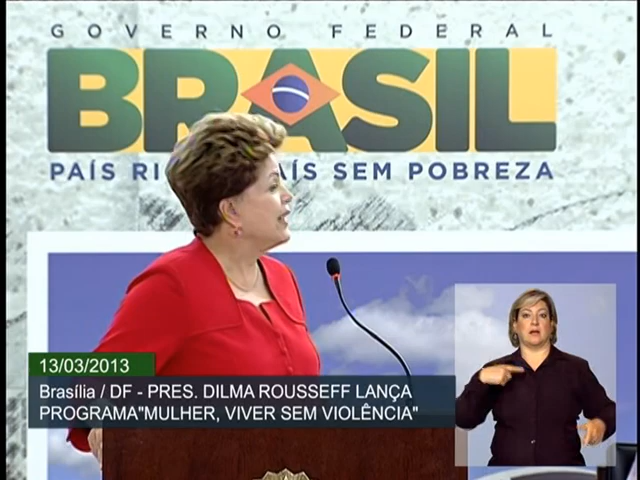 GOVERNO FEDERAL
BRASIL
PAÍS RI AÍS SEM POBREZA
13/03/2013
Brasília / DF - PRES. DILMA ROUSSEFF LANÇA
PROGRAMA"MULHER, VIVER SEM VIOLÊNCIA"